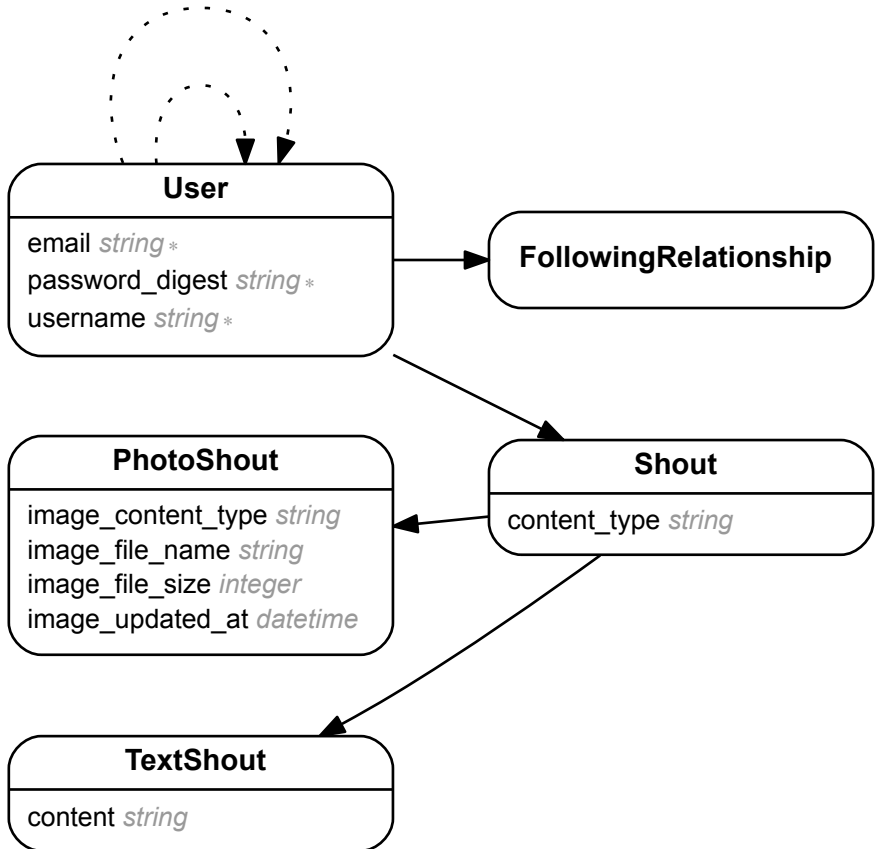 User
email string *
password_digest string *
username string *
FollowingRelationship
PhotoShout
image_content_type string
image_file_name string
image_file_size integer
image_updated_at datetime
Shout
content_type string
TextShout
content string